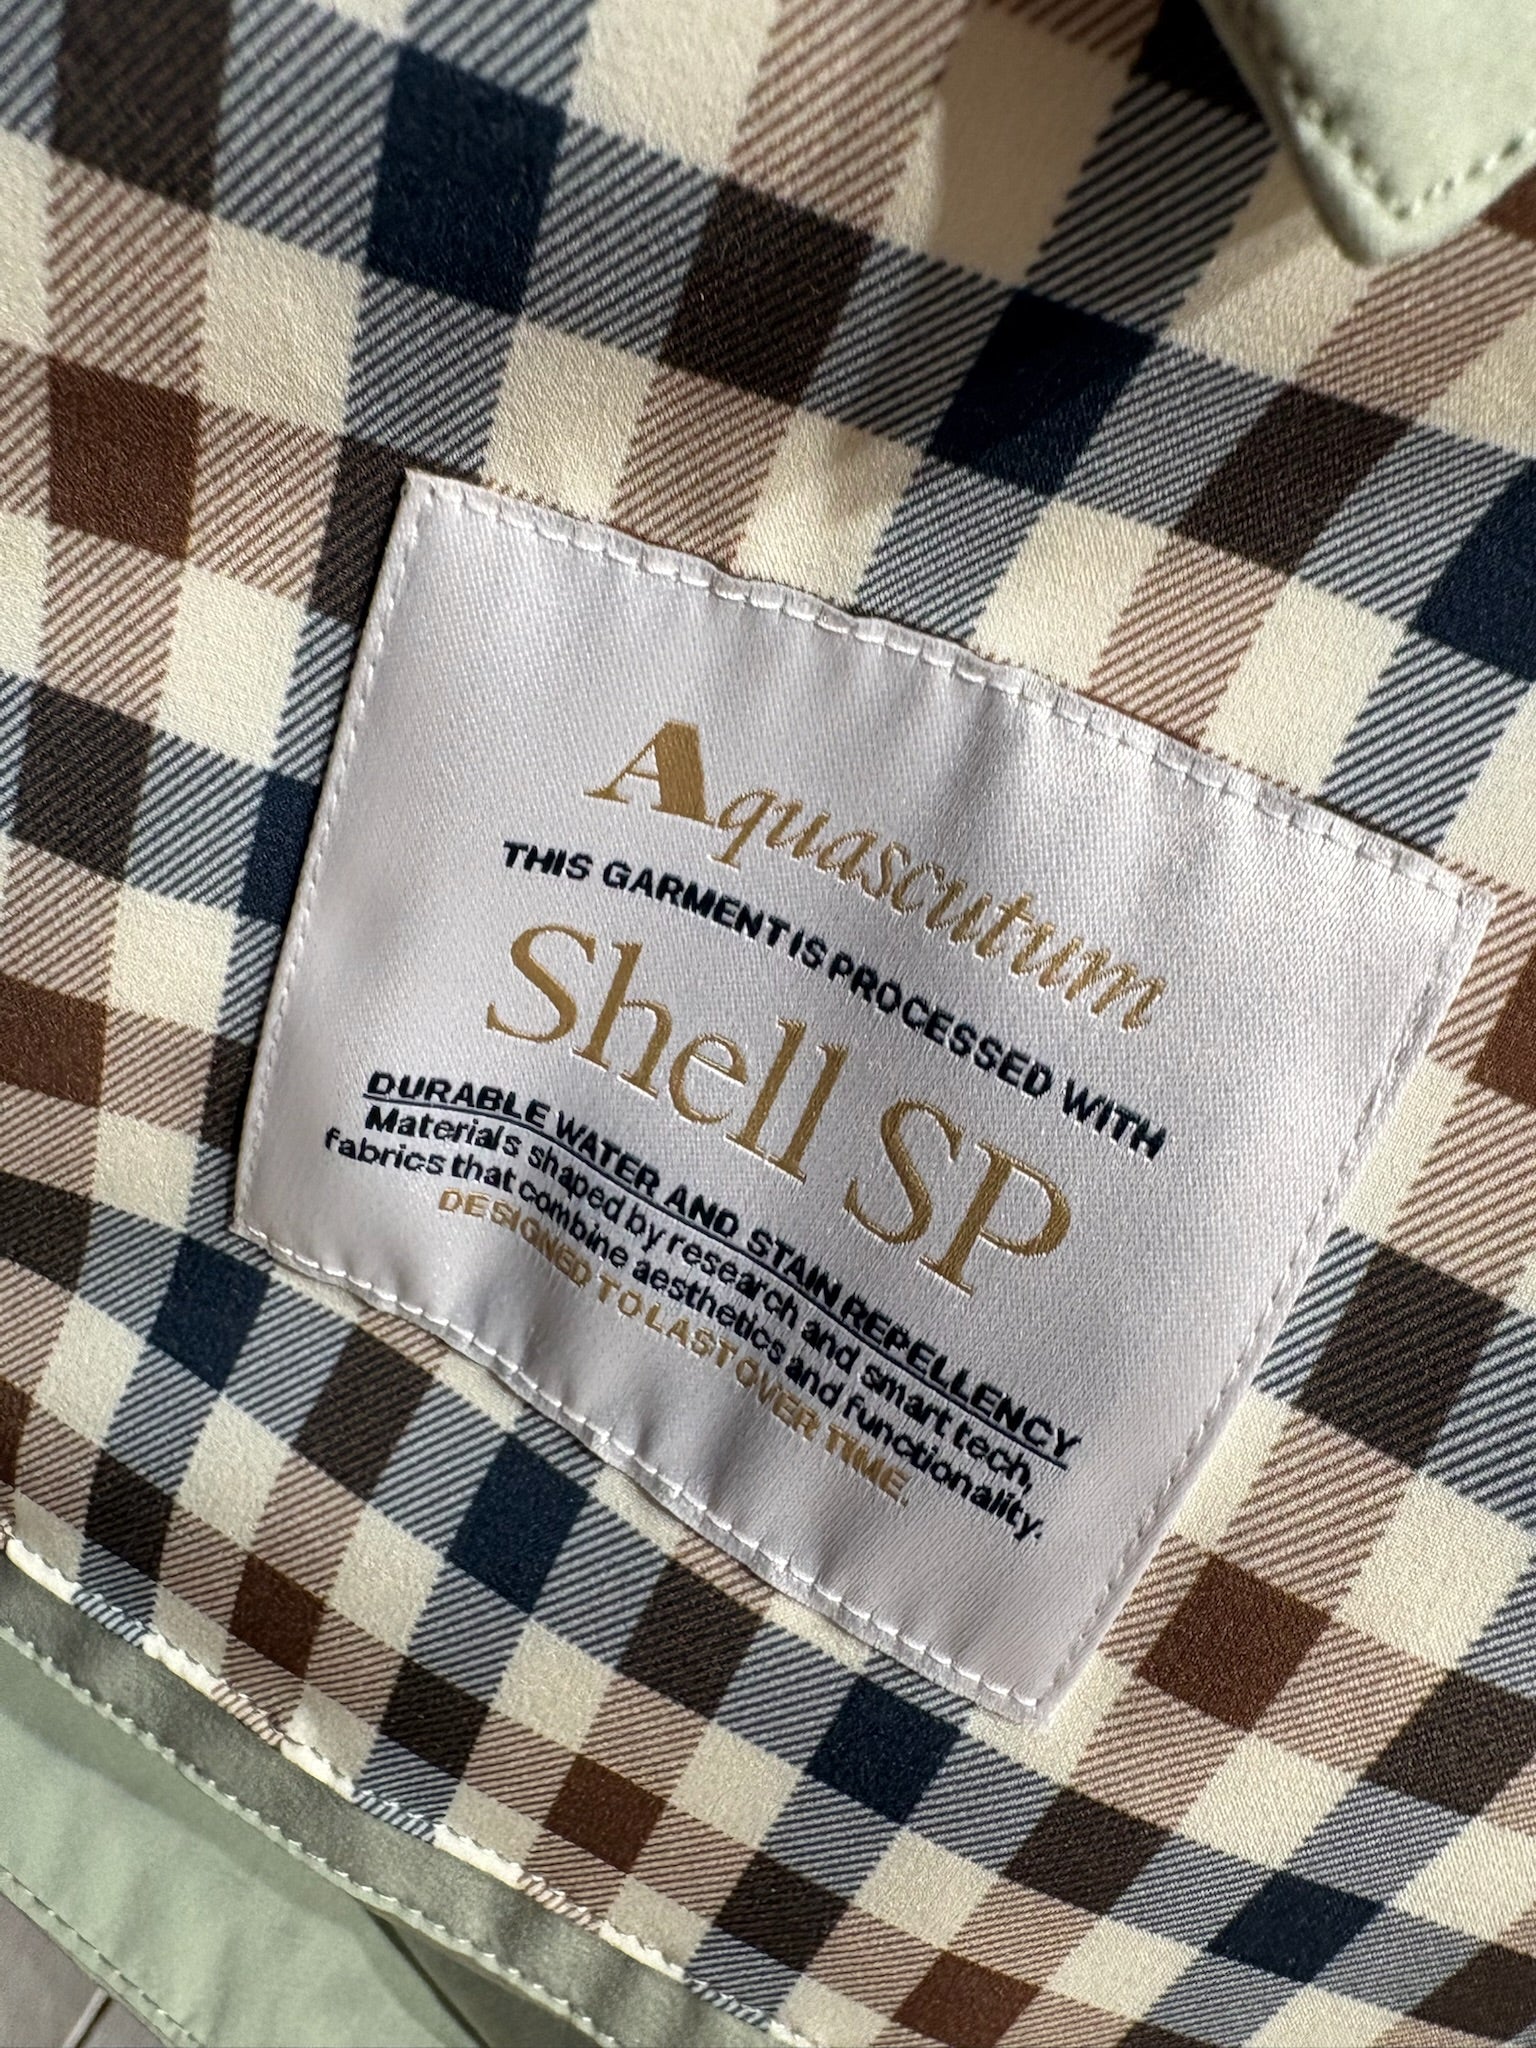 Aquascutum
THIS GARMENT IS PROCESSED WITH
Shell SP
DURABLE WATER AND STAIN REPELLENCY
Materials shaped by research and smart tech,
fabrics that combine aesthetics and functionality.
DESIGNED TO LAST OVER TIME.